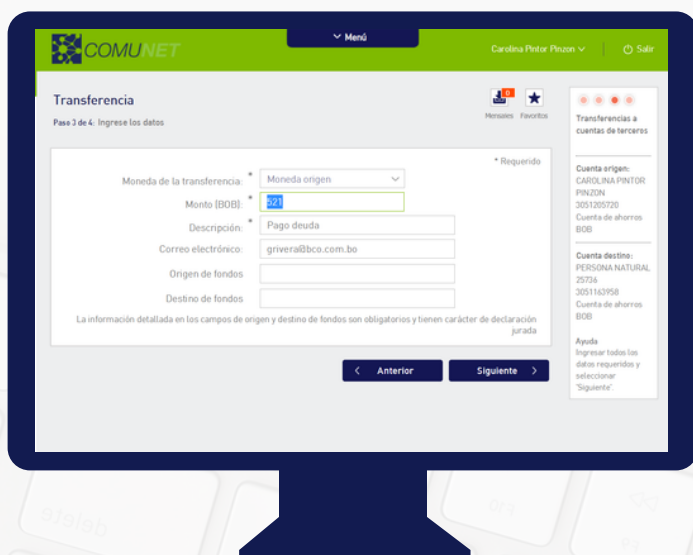 COMUNET
Menú
Carolina Pintor Pinzon
Salir
Transferencia
Paso 3 de 4: Ingrese los datos
0
Mensajes
Favoritos
* Requerido
Moneda de la transferencia: * Moneda origen
Monto (BOB): * 521
Descripción: * Pago deuda
Correo electrónico: grivera@bco.com.bo
Origen de fondos
Destino de fondos
La información detallada en los campos de origen y destino de fondos son obligatorios y tienen carácter de declaración
jurada
< Anterior
Siguiente >
Transferencias a
cuentas de terceros
Cuenta origen:
CAROLINA PINTOR
PINZON
3051205720
Cuenta de ahorros
BOB
Cuenta destino:
PERSONA NATURAL
25736
3051163958
Cuenta de ahorros
BOB
Ayuda
Ingresar todos los
datos requeridos y
seleccionar
"Siguiente".
delete